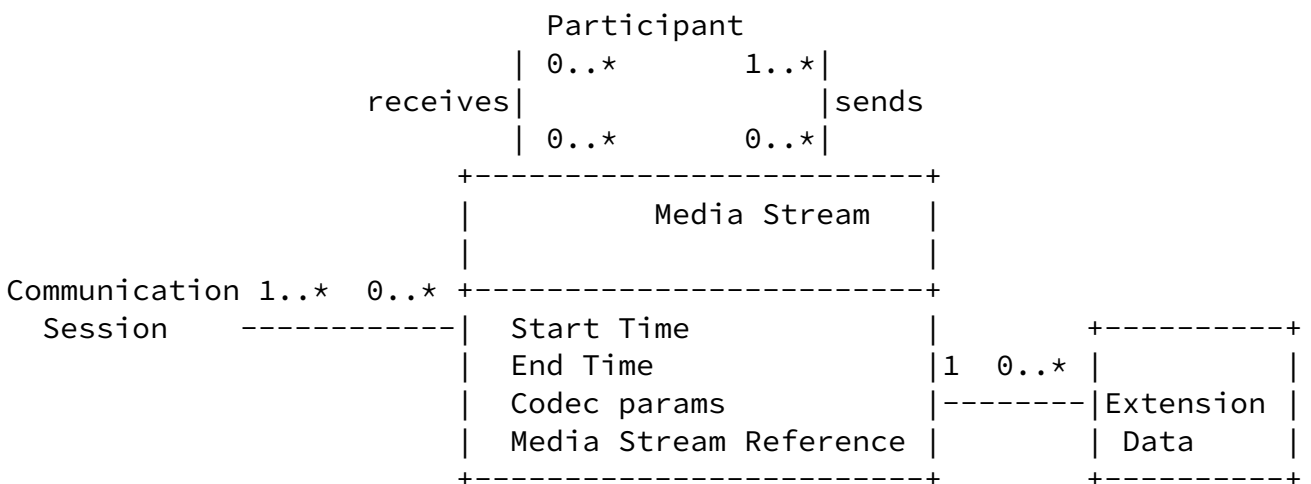 Participant
| 0..* 1..*|
receives| |sends
| 0..* 0..*|
+-------------------------+
| Media Stream |
| |
Communication 1..* 0..* +-------------------------+
Session ------------| Start Time | +----------+
| End Time |1 0..* | |
| Codec params |--------|Extension |
| Media Stream Reference | | Data |
+-------------------------+ +----------+